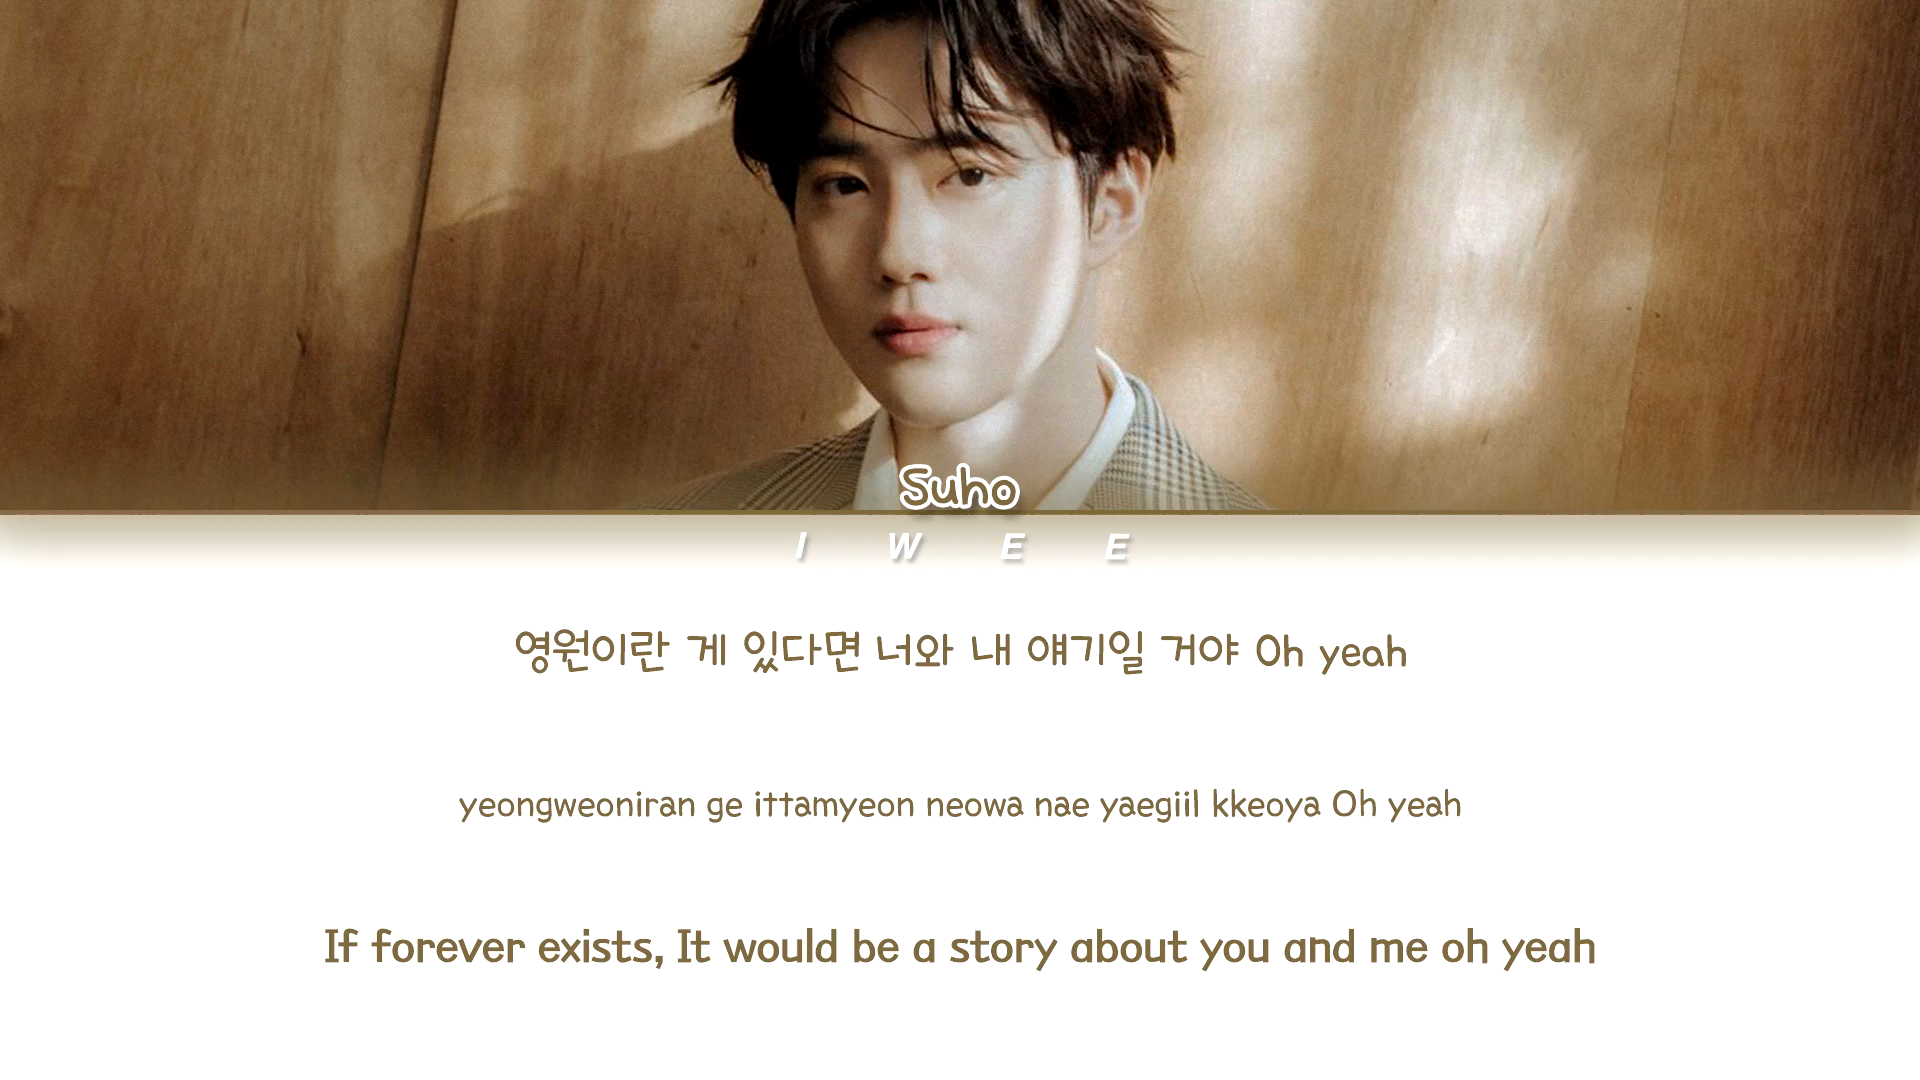 Suho
I W E E
영원이란 게 있다면 너와 내 얘기일 거야 Oh yeah
yeongweoniran ge ittamyeon neowa nae yaegiil kkeoya Oh yeah
If forever exists, It would be a story about you and me oh yeah